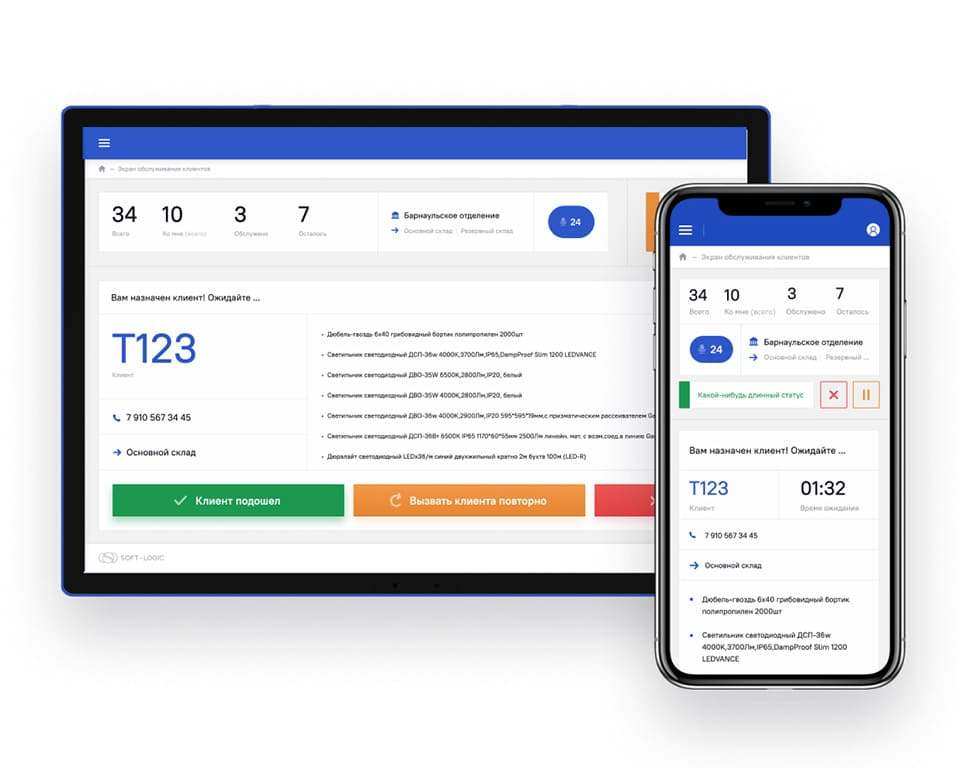 Экран обслуживания клиентов
34 10 3 7
Всего Ко мне (всего) Обслужено Осталось
Барнаульское отделение
Основной склад | Резервный склад
24
Вам назначен клиент! Ожидайте ...
T123
Клиент
7 910 567 34 45
Основной склад
• Дюбель-гвоздь 6х40 грибовидный бортик полипропилен 2000шт
• Светильник светодиодный ДСП-36w 4000K,3700Лм,IP65,DampProof Slim 1200 LEDVANCE
• Светильник светодиодный ДВО-35W 6500K,2800Лм,IP20, белый
• Светильник светодиодный ДВО-35W 4000K,2800Лм,IP20, белый
• Светильник светодиодный ДВО-36w 4000K,2900Лм,IP20 595*595*19мм,с призматическим рассеивателем
• Светильник светодиодный ДСП-36Вт 6500K IP65 1170*60*55мм 2500Лм линейн. мат. с возм.соед.в линию
• Дюралайт светодиодный LEDx36/м синий двухжильный кратно 2м бухта 100м (LED-R)
Клиент подошел
Вызвать клиента повторно
SOFT-LOGIC
Экран обслуживания клиентов
34 10 3 7
Всего Ко мне (всего) Обслужено Осталось
24
Барнаульское отделение
Основной склад | Резервный ...
Какой-нибудь длинный статус
Вам назначен клиент! Ожидайте ...
T123 01:32
Клиент Время ожидания
7 910 567 34 45
Основной склад
• Дюбель-гвоздь 6х40 грибовидный бортик
полипропилен 2000шт
• Светильник светодиодный ДСП-36w
4000K,3700Лм,IP65,DampProof Slim 1200
LEDVANCE